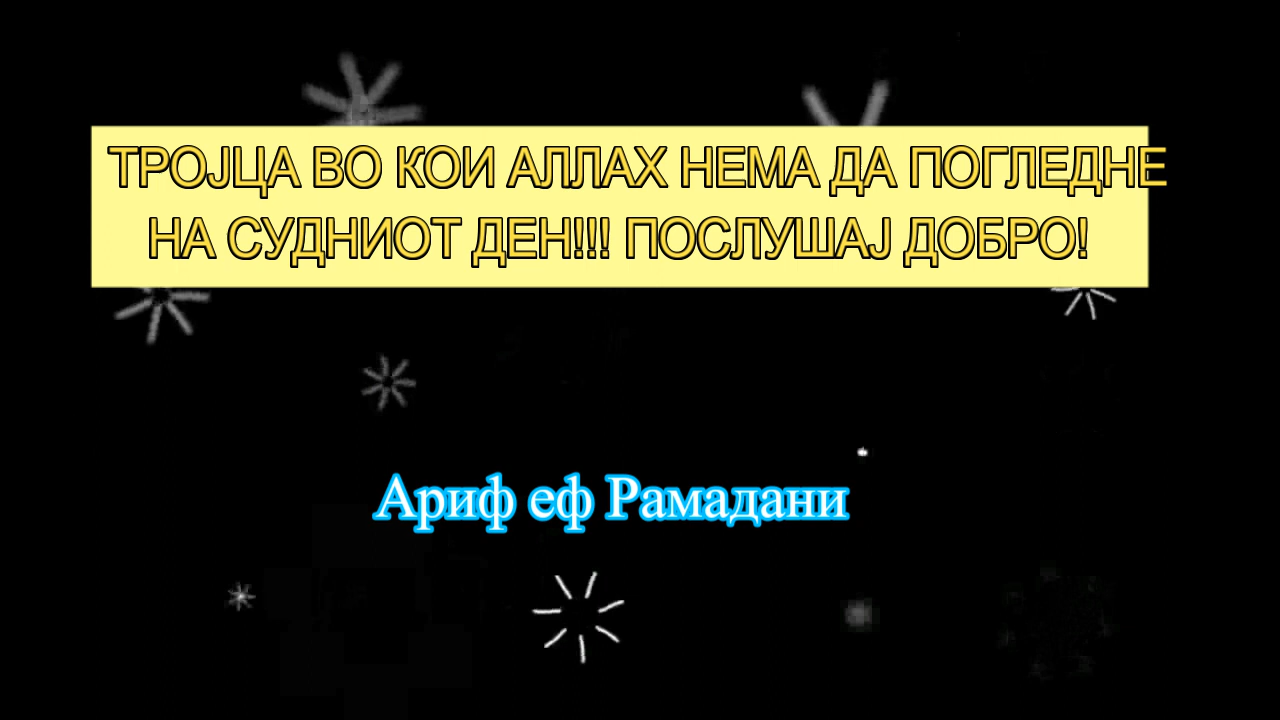 ТРОЈЦА ВО КОИ АЛЛАХ НЕМА ДА ПОГЛЕДНЕ
НА СУДНИОТ ДЕН!!! ПОСЛУШАЈ ДОБРО!
Ариф еф Рамадани